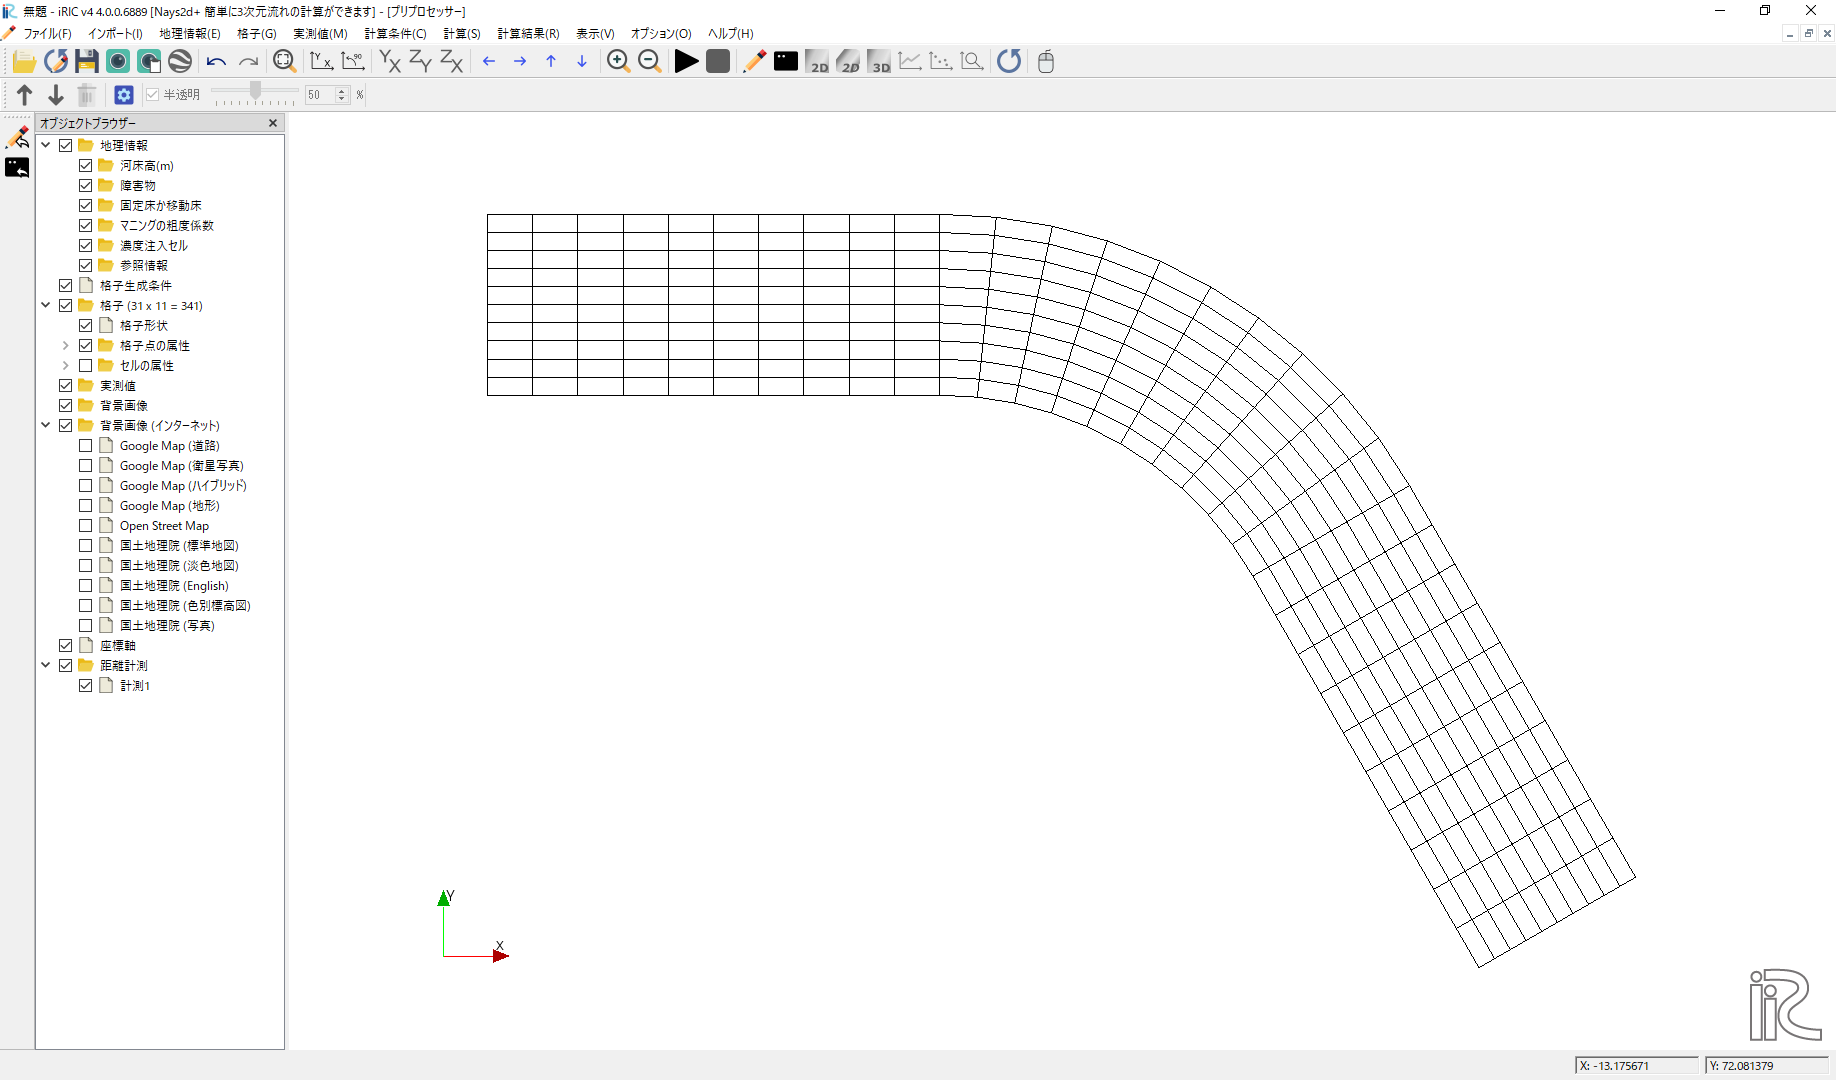 無題 - iRIC v4 4.0.0.6889 [Nays2d+ 簡単に3次元流れの計算ができます] - [プリプロセッサー]
ファイル(F) インポート(I) 地理情報(E) 格子(G) 実測値(M) 計算条件(C) 計算(S) 計算結果(R) 表示(V) オプション(O) ヘルプ(H)
Y X 90 YX ZY ZX 2D 2D 3D
半透明 50 %
オブジェクトブラウザー
地理情報
河床高(m)
障害物
固定床か移動床
マニングの粗度係数
濃度注入セル
参照情報
格子生成条件
格子 (31 x 11 = 341)
格子形状
格子点の属性
セルの属性
実測値
背景画像
背景画像 (インターネット)
Google Map (道路)
Google Map (衛星写真)
Google Map (ハイブリッド)
Google Map (地形)
Open Street Map
国土地理院 (標準地図)
国土地理院 (淡色地図)
国土地理院 (English)
国土地理院 (色別標高図)
国土地理院 (写真)
座標軸
距離計測
計測1
Y
X
iRIC
X: -13.175671 Y: 72.081379